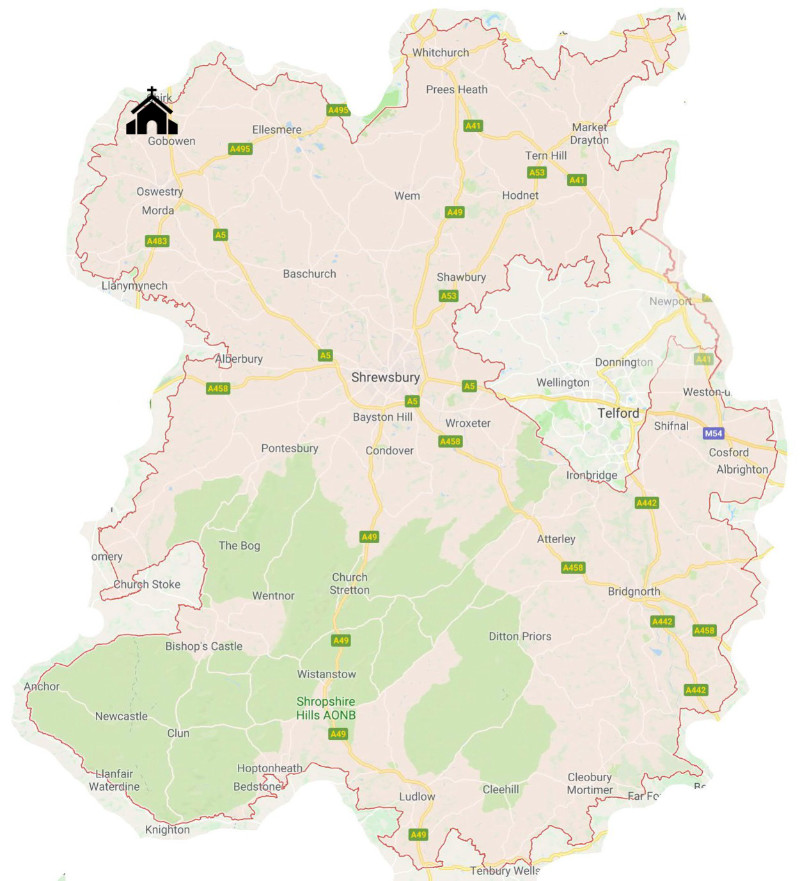 M
Whitchurch
Prees Heath
A495
irk
A41
Gobowen
Ellesmere
A495
Market
Drayton
Tern Hill
A53
A41
Oswestry
Morda
Wem
Hodnet
A49
A5
A483
Baschurch
Shawbury
Llanymynech
A53
Newport
Alberbury
A5
Donnington
A41
Shrewsbury
Wellington
A458
A5
Weston-u
A5
Bayston Hill
Telford
Wroxeter
Shifnal
M54
A458
Pontesbury
Condover
Cosford
Albrighton
Ironbridge
A442
A49
Atterley
The Bog
omery
A458
Church Stoke
Church
Stretton
Wentnor
Bridgnorth
A442
A458
A49
Ditton Priors
Bishop's Castle
Wistanstow
Anchor
A442
Shropshire
Hills AONB
Newcastle
Clun
A49
Hoptonheath
Llanfair
Waterdine
Bedstone
Cleobury
Mortimer
Cleehill
Ludlow
Far Fo
Knighton
A49
Tenbury Wells